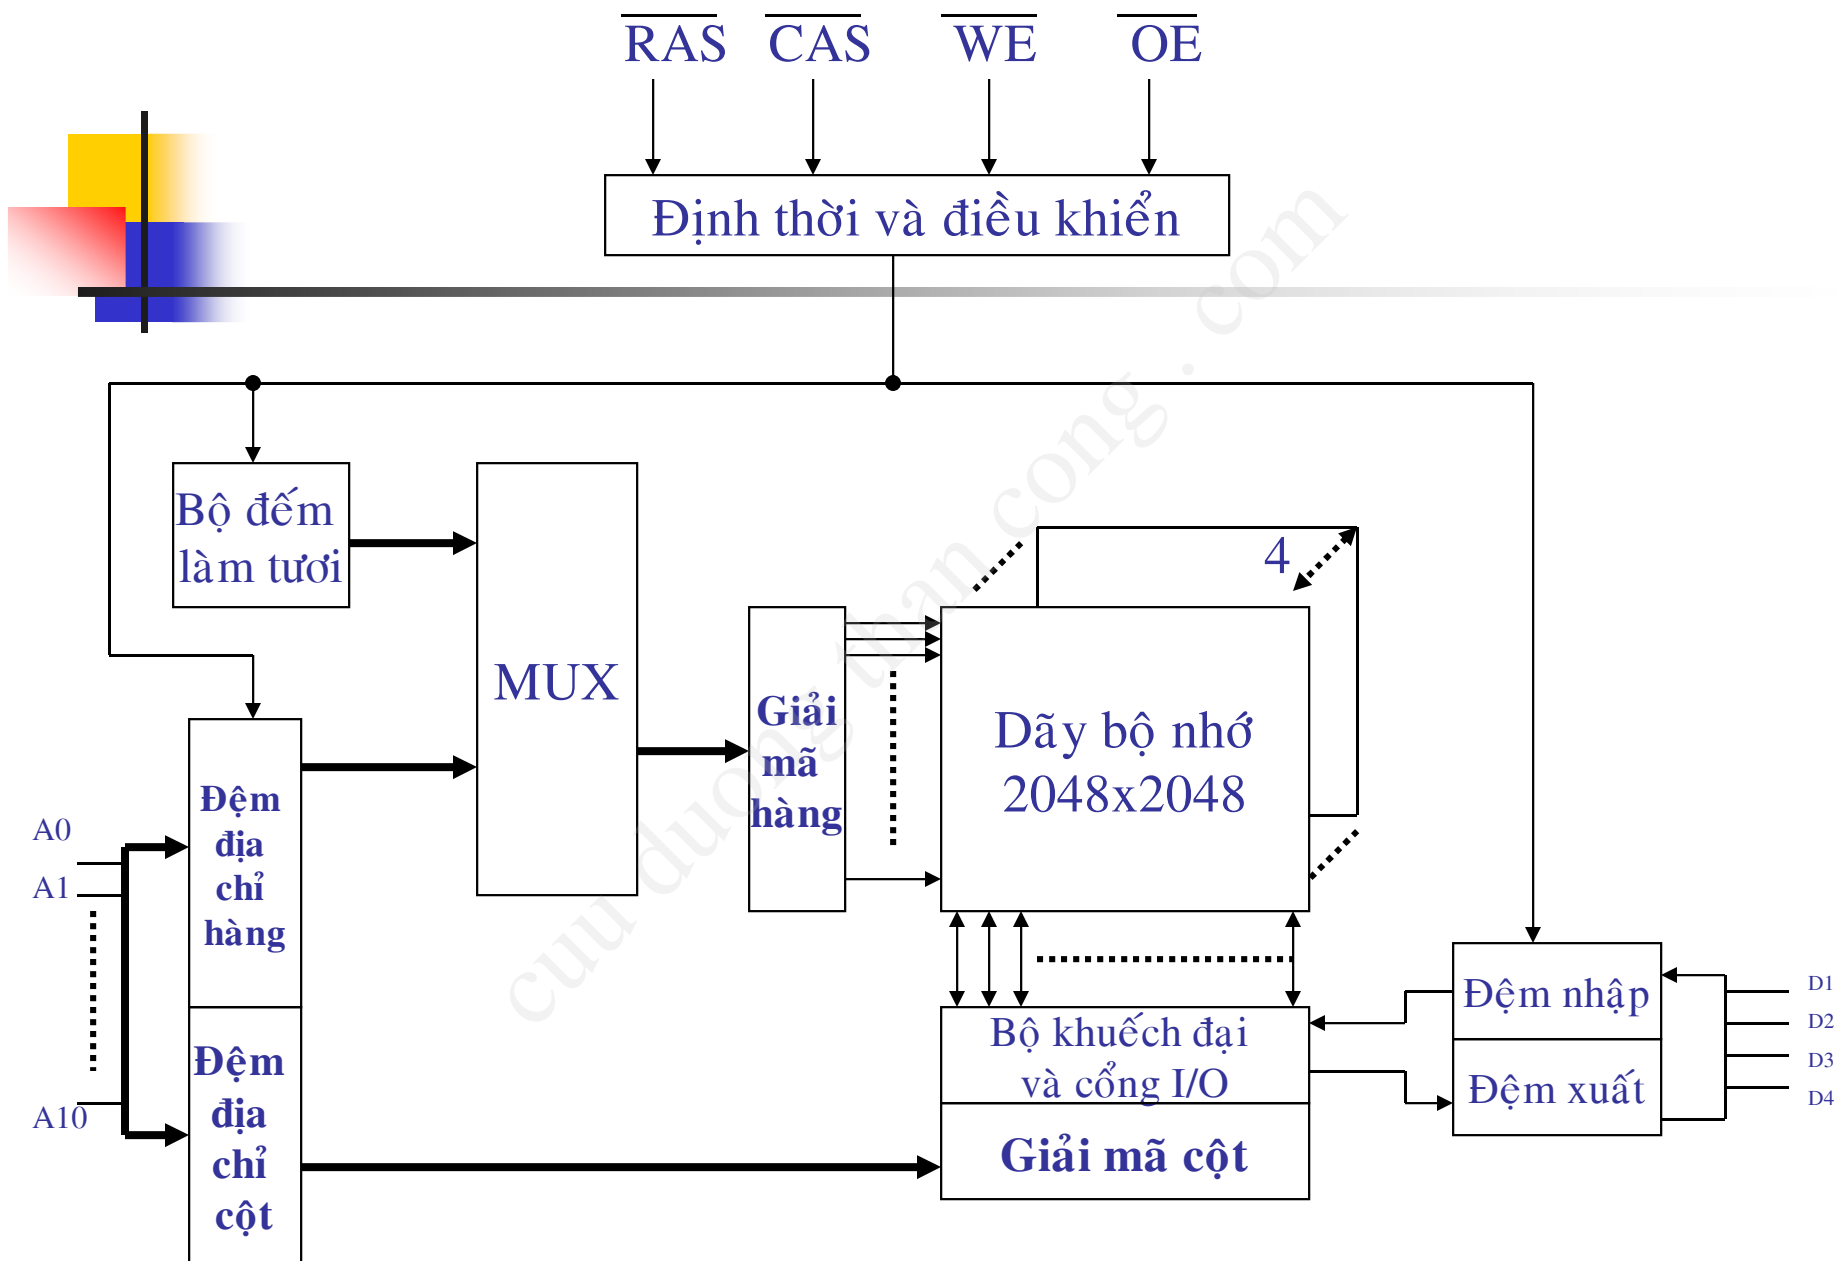 RAS CAS WE OE
Định thời và điều khiển
Bộ đếm
làm tươi
MUX
4
Giải
mã
hàng
Dãy bộ nhớ
2048x2048
Đệm
địa
chỉ
hàng
A0
A1
A10
Đệm
địa
chỉ
cột
Bộ khuếch đại
và cổng I/O
Giải mã cột
Đệm nhập
Đệm xuất
D1
D2
D3
D4
cuu duong than cong . com